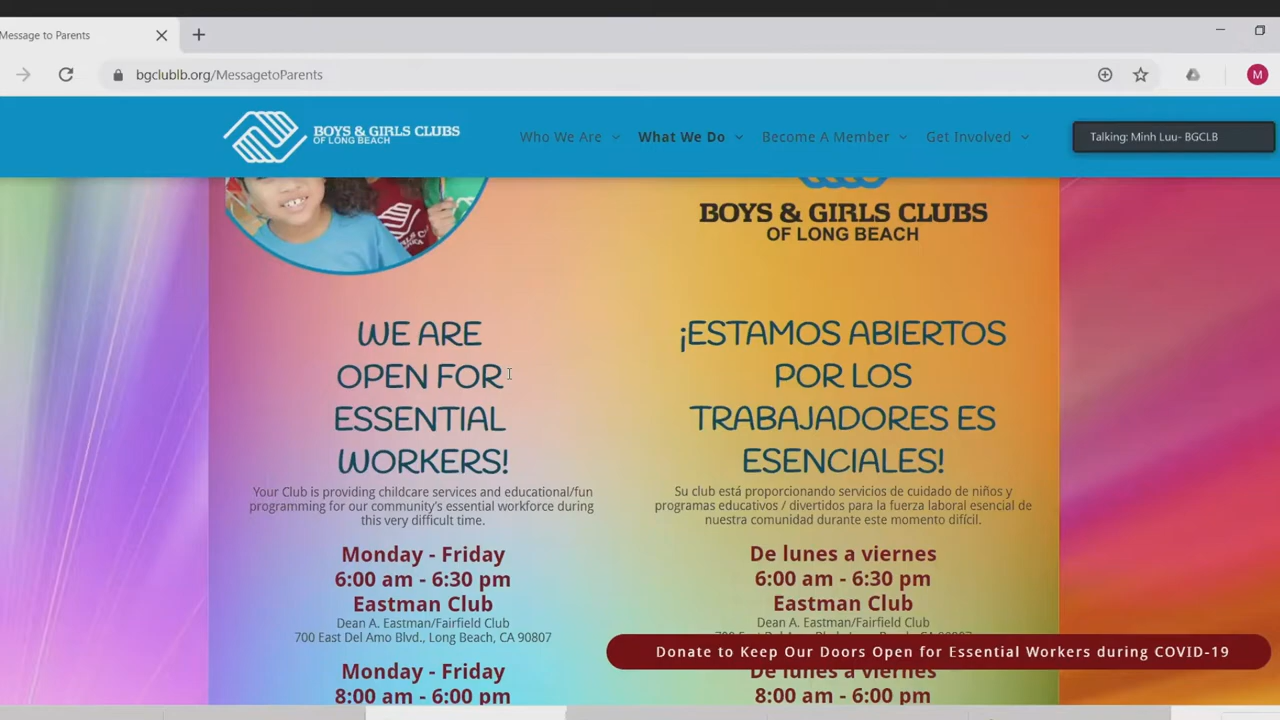 Message to Parents
bgclublb.org/MessagetoParents
M
BOYS & GIRLS CLUBS
OF LONG BEACH
Who We Are
What We Do
Become A Member
Get Involved
Talking: Minh Luu- BGCLB
BOYS & GIRLS CLUBS
OF LONG BEACH
WE ARE
OPEN FOR
ESSENTIAL
WORKERS!
Your Club is providing childcare services and educational/fun
programming for our community's essential workforce during
this very difficult time.
Monday - Friday
6:00 am - 6:30 pm
Eastman Club
Dean A. Eastman/Fairfield Club
700 East Del Amo Blvd., Long Beach, CA 90807
Monday - Friday
8:00 am - 6:00 pm
¡ESTAMOS ABIERTOS
POR LOS
TRABAJADORES ES
ESENCIALES!
Su club está proporcionando servicios de cuidado de niños y
programas educativos / divertidos para la fuerza laboral esencial de
nuestra comunidad durante este momento difícil.
De lunes a viernes
6:00 am - 6:30 pm
Eastman Club
Dean A. Eastman/Fairfield Club
Donate to Keep Our Doors Open for Essential Workers during COVID-19
De lunes a viernes
8:00 am - 6:00 pm